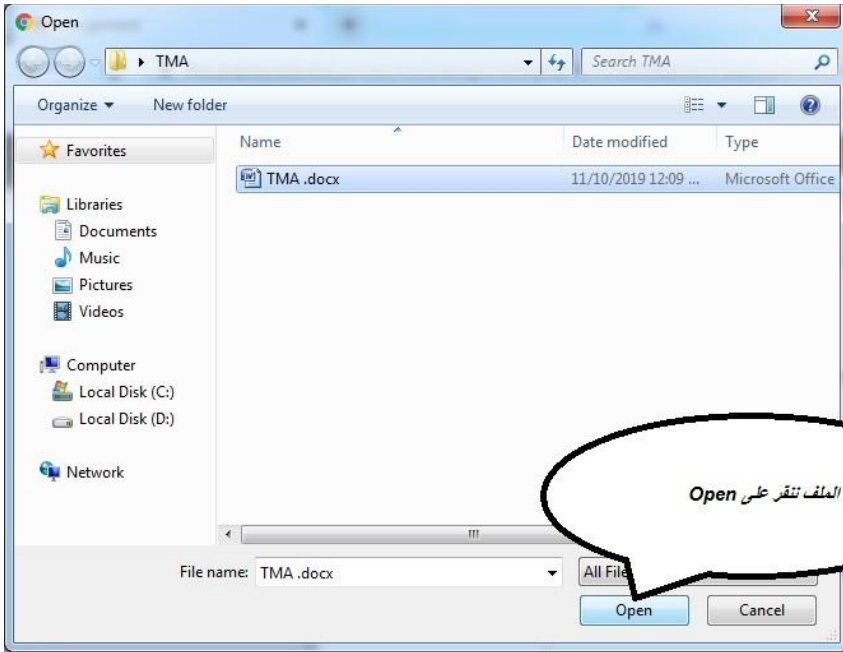 Open
TMA
Search TMA
Organize
New folder
Name
Date modified
Type
Favorites
TMA .docx
11/10/2019 12:09 ...
Microsoft Office
Libraries
Documents
Music
Pictures
Videos
Computer
Local Disk (C:)
Local Disk (D:)
Network
الملف تنقر على Open
File name:
TMA .docx
All File
Open
Cancel